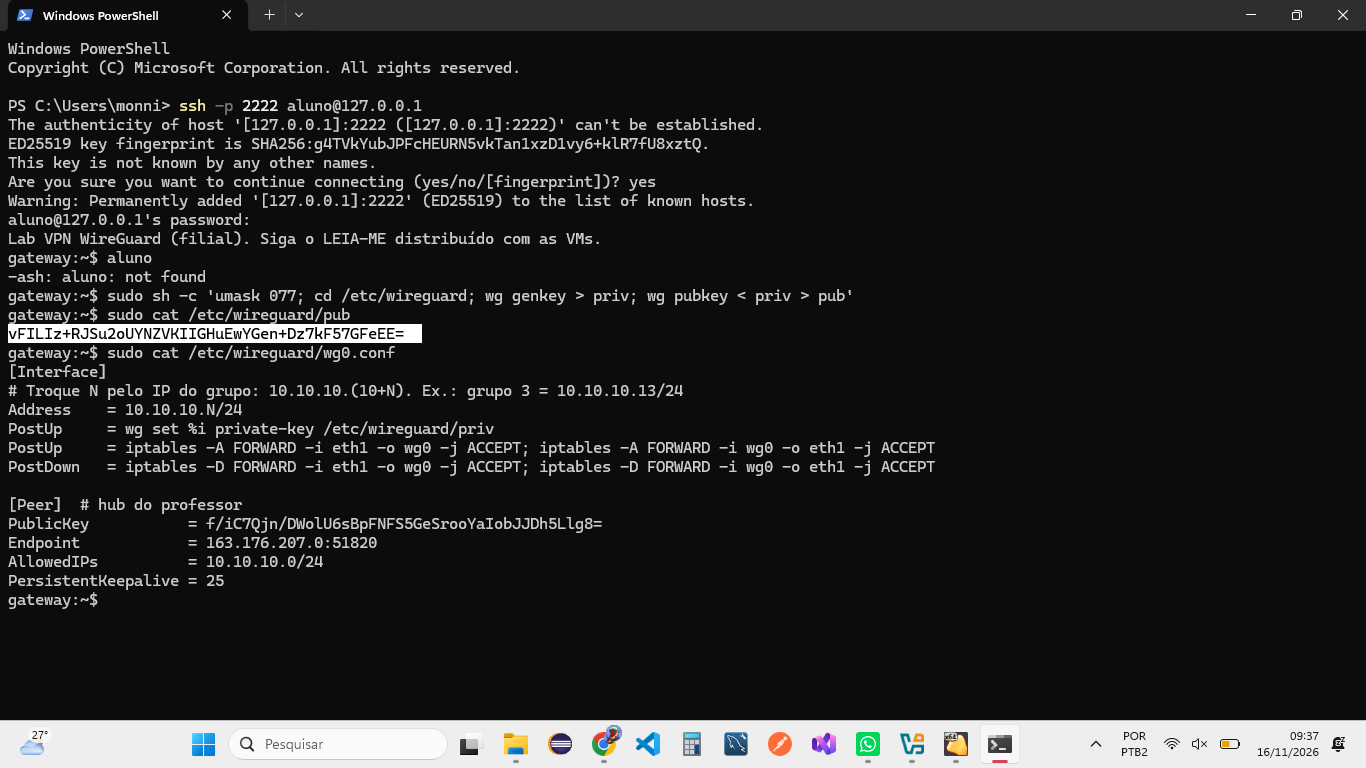 Windows PowerShell
Windows PowerShell
Copyright (C) Microsoft Corporation. All rights reserved.
PS C:\Users\monni> ssh -p 2222 aluno@127.0.0.1
The authenticity of host '[127.0.0.1]:2222 ([127.0.0.1]:2222)' can't be established.
ED25519 key fingerprint is SHA256:g4TVkYubJPFcHEURN5vkTan1xzD1vy6+klR7fU8xztQ.
This key is not known by any other names.
Are you sure you want to continue connecting (yes/no/[fingerprint])? yes
Warning: Permanently added '[127.0.0.1]:2222' (ED25519) to the list of known hosts.
aluno@127.0.0.1's password:
Lab VPN WireGuard (filial). Siga o LEIA-ME distribuído com as VMs.
gateway:~$ aluno
-ash: aluno: not found
gateway:~$ sudo sh -c 'umask 077; cd /etc/wireguard; wg genkey > priv; wg pubkey < priv > pub'
gateway:~$ sudo cat /etc/wireguard/pub
vFILIz+RJSu2oUYNZVKIIGHuEwYGen+Dz7kF57GFeEE=
gateway:~$ sudo cat /etc/wireguard/wg0.conf
[Interface]
# Troque N pelo IP do grupo: 10.10.10.(10+N). Ex.: grupo 3 = 10.10.10.13/24
Address    = 10.10.10.N/24
PostUp     = wg set %i private-key /etc/wireguard/priv
PostUp     = iptables -A FORWARD -i eth1 -o wg0 -j ACCEPT; iptables -A FORWARD -i wg0 -o eth1 -j ACCEPT
PostDown   = iptables -D FORWARD -i eth1 -o wg0 -j ACCEPT; iptables -D FORWARD -i wg0 -o eth1 -j ACCEPT
[Peer]  # hub do professor
PublicKey           = f/iC7Qjn/DWolU6sBpFNFS5GeSrooYaIobJJDh5Llg8=
Endpoint            = 163.176.207.0:51820
AllowedIPs          = 10.10.10.0/24
PersistentKeepalive = 25
gateway:~$
27°
Pesquisar
POR
PTB2
09:37
16/11/2026